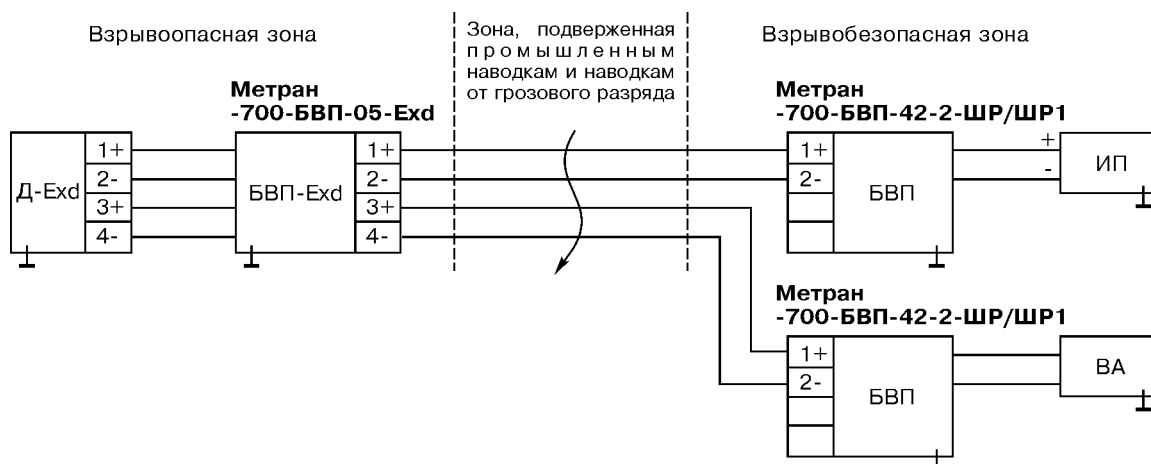 Взрывоопасная зона
Зона, подверженная
промышленным
наводкам и наводкам
от грозового разряда
Взрывобезопасная зона
Метран
-700-БВП-05-Exd
Метран
-700-БВП-42-2-ШР/ШР1
Д-Exd
1+
2-
3+
4-
БВП-Exd
1+
2-
3+
4-
1+
2-
БВП
+
-
ИП
Метран
-700-БВП-42-2-ШР/ШР1
1+
2-
БВП
ВА